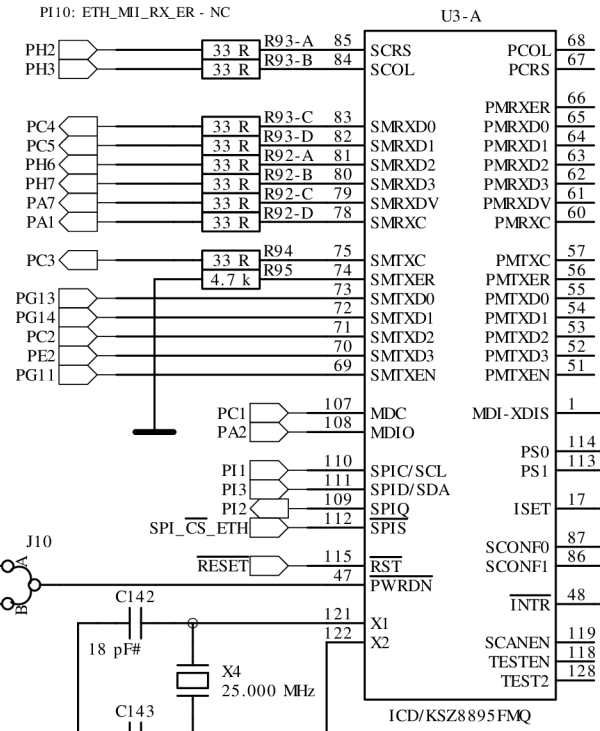 PI10: ETH_MII_RX_ER - NC
U3-A
PH2 33 R R93-A 85 SCRS PCOL 68
PH3 33 R R93-B 84 SCOL PCRS 67
PMRXER 66
PC4 33 R R93-C 83 SMRXD0 PMRXD0 65
PC5 33 R R93-D 82 SMRXD1 PMRXD1 64
PH6 33 R R92-A 81 SMRXD2 PMRXD2 63
PH7 33 R R92-B 80 SMRXD3 PMRXD3 62
PA7 33 R R92-C 79 SMRXDV PMRXDV 61
PA1 33 R R92-D 78 SMRXC PMRXC 60
PC3 33 R R94 75 SMTXC PMTXC 57
4.7 k R95 74 SMTXER PMTXER 56
PG13 73 SMTXD0 PMTXD0 55
PG14 72 SMTXD1 PMTXD1 54
PC2 71 SMTXD2 PMTXD2 53
PE2 70 SMTXD3 PMTXD3 52
PG11 69 SMTXEN PMTXEN 51
PC1 107 MDC MDI-XDIS 1
PA2 108 MDIO
PS0 114
PI1 110 SPIC/SCL PS1 113
PI3 111 SPID/SDA
PI2 109 SPIQ ISET 17
SPI_CS_ETH 112 SPIS
SCONF0 87
RESET 115 RST SCONF1 86
J10
A
B
47 PWRDN
INTR 48
C142
18 pF#
121 X1
122 X2 SCANEN 119
TESTEN 118
TEST2 128
X4
25.000 MHz
C143
ICD/KSZ8895FMQ